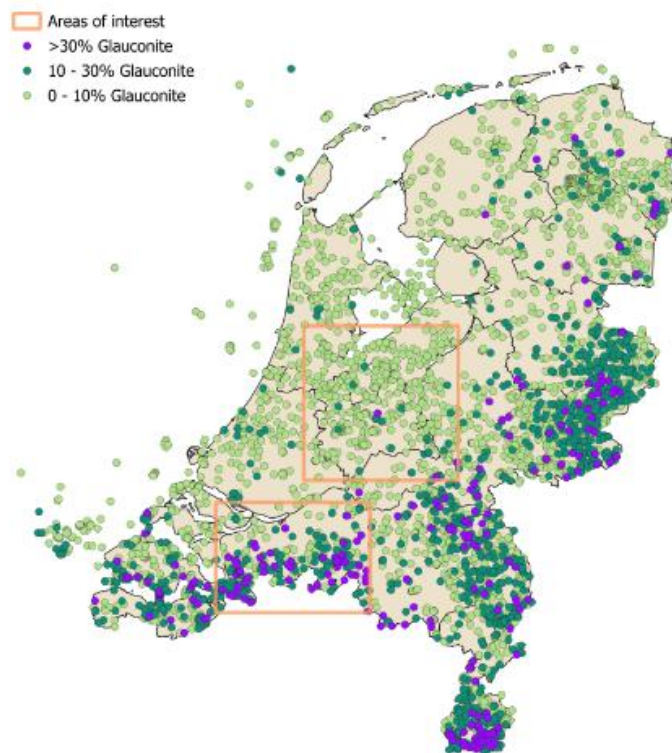 Areas of interest
>30% Glauconite
10 - 30% Glauconite
0 - 10% Glauconite